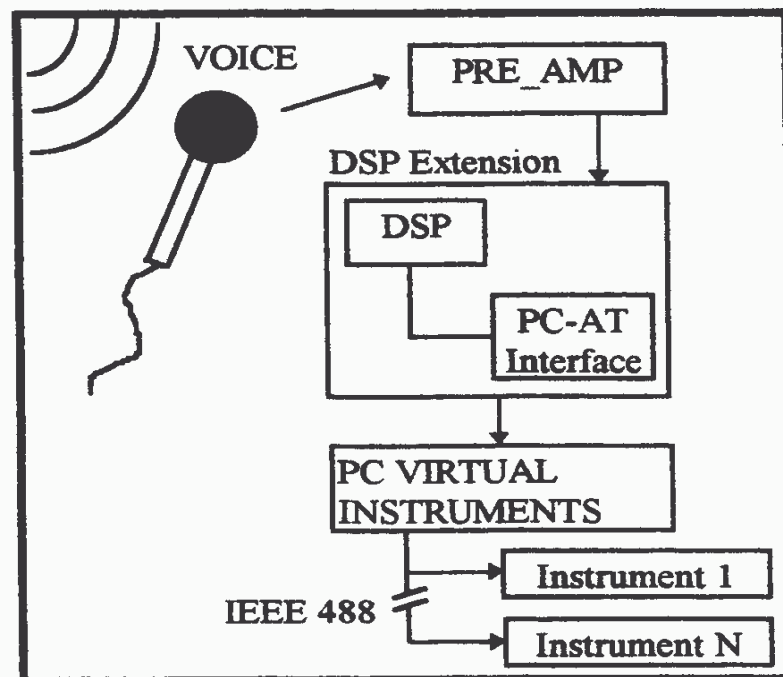 VOICE
PRE_AMP
DSP Extension
DSP
PC-AT
Interface
PC VIRTUAL
INSTRUMENTS
Instrument 1
IEEE 488
Instrument N